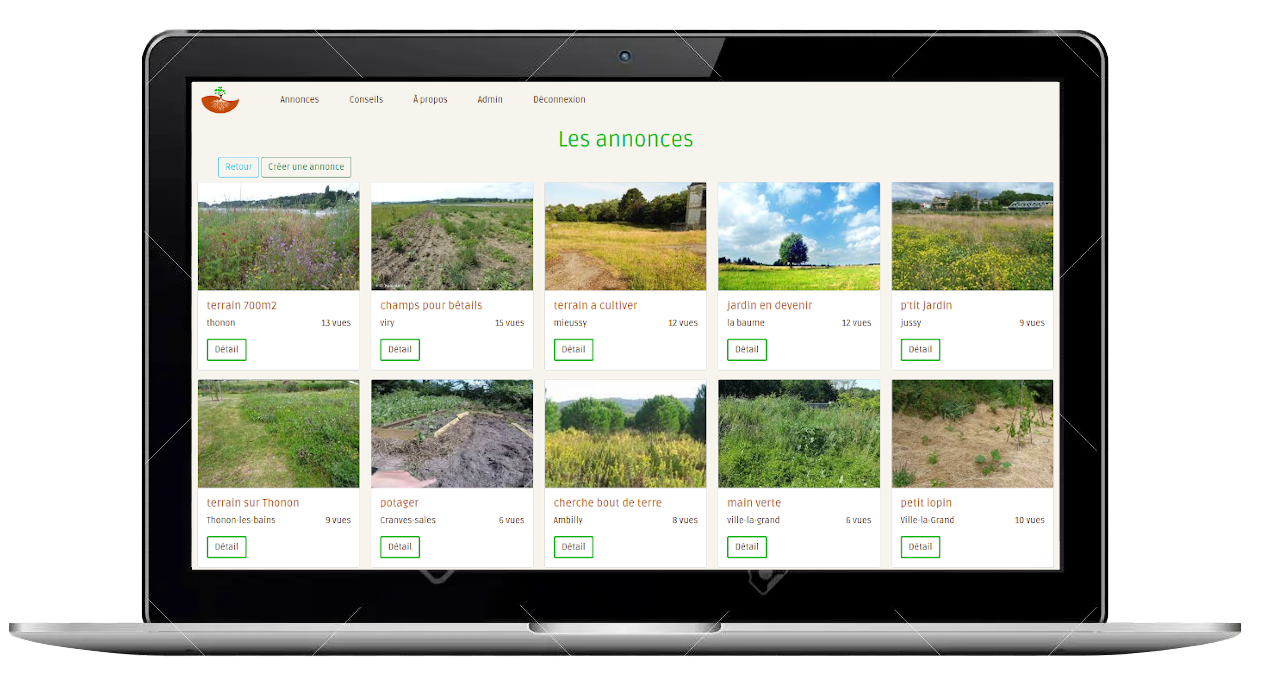 Annonces Conseils À propos Admin Déconnexion
Les annonces
Retour Créer une annonce
terrain 700m2 champs pour bétails terrain a cultiver jardin en devenir p'tit jardin
thonon 13 vues viry 15 vues mieussy 12 vues la baume 12 vues jussy 9 vues
Détail Détail Détail Détail Détail
terrain sur Thonon potager cherche bout de terre main verte petit lopin
Thonon-les-bains 9 vues Cranves-sales 6 vues Ambilly 8 vues ville-la-grand 6 vues Ville-la-Grand 10 vues
Détail Détail Détail Détail Détail